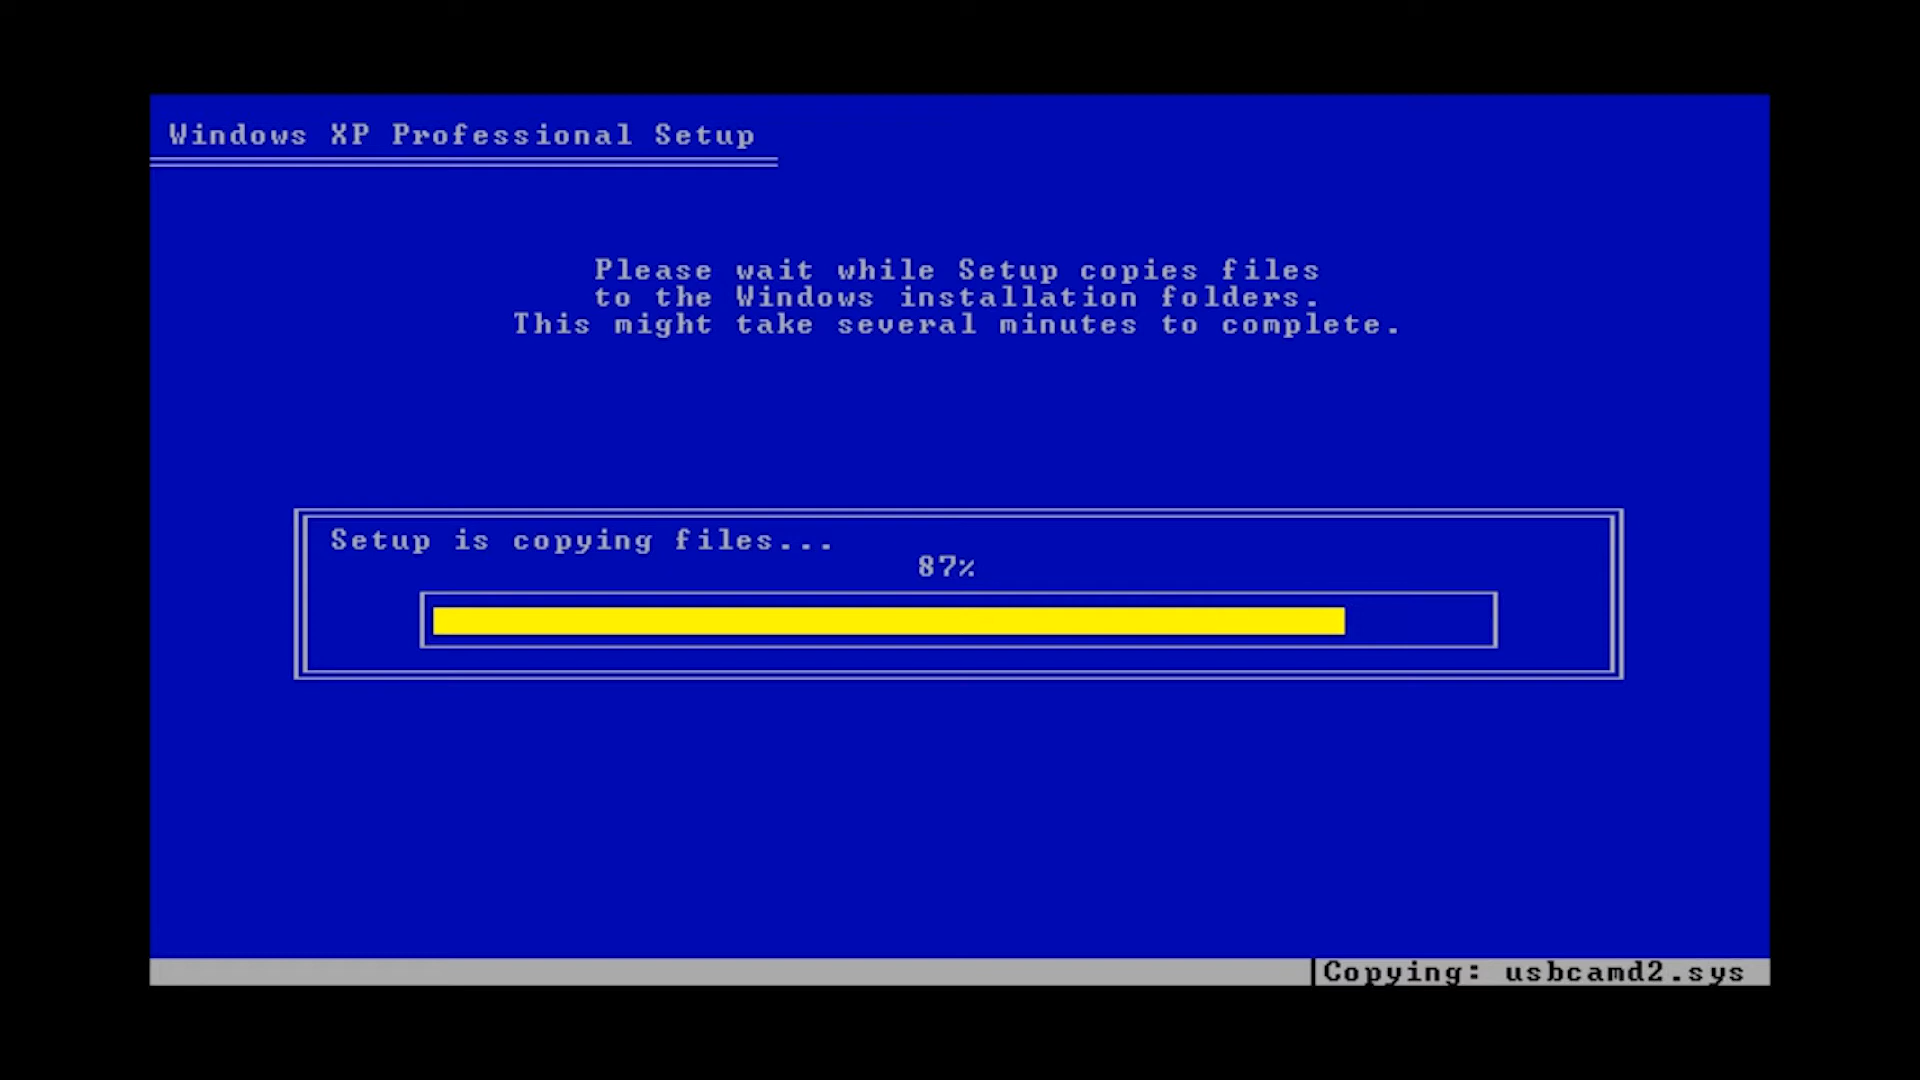 Windows XP Professional Setup
Please wait while Setup copies files
to the Windows installation folders.
This might take several minutes to complete.
Setup is copying files...
87%
Copying: usbcamd2.sys